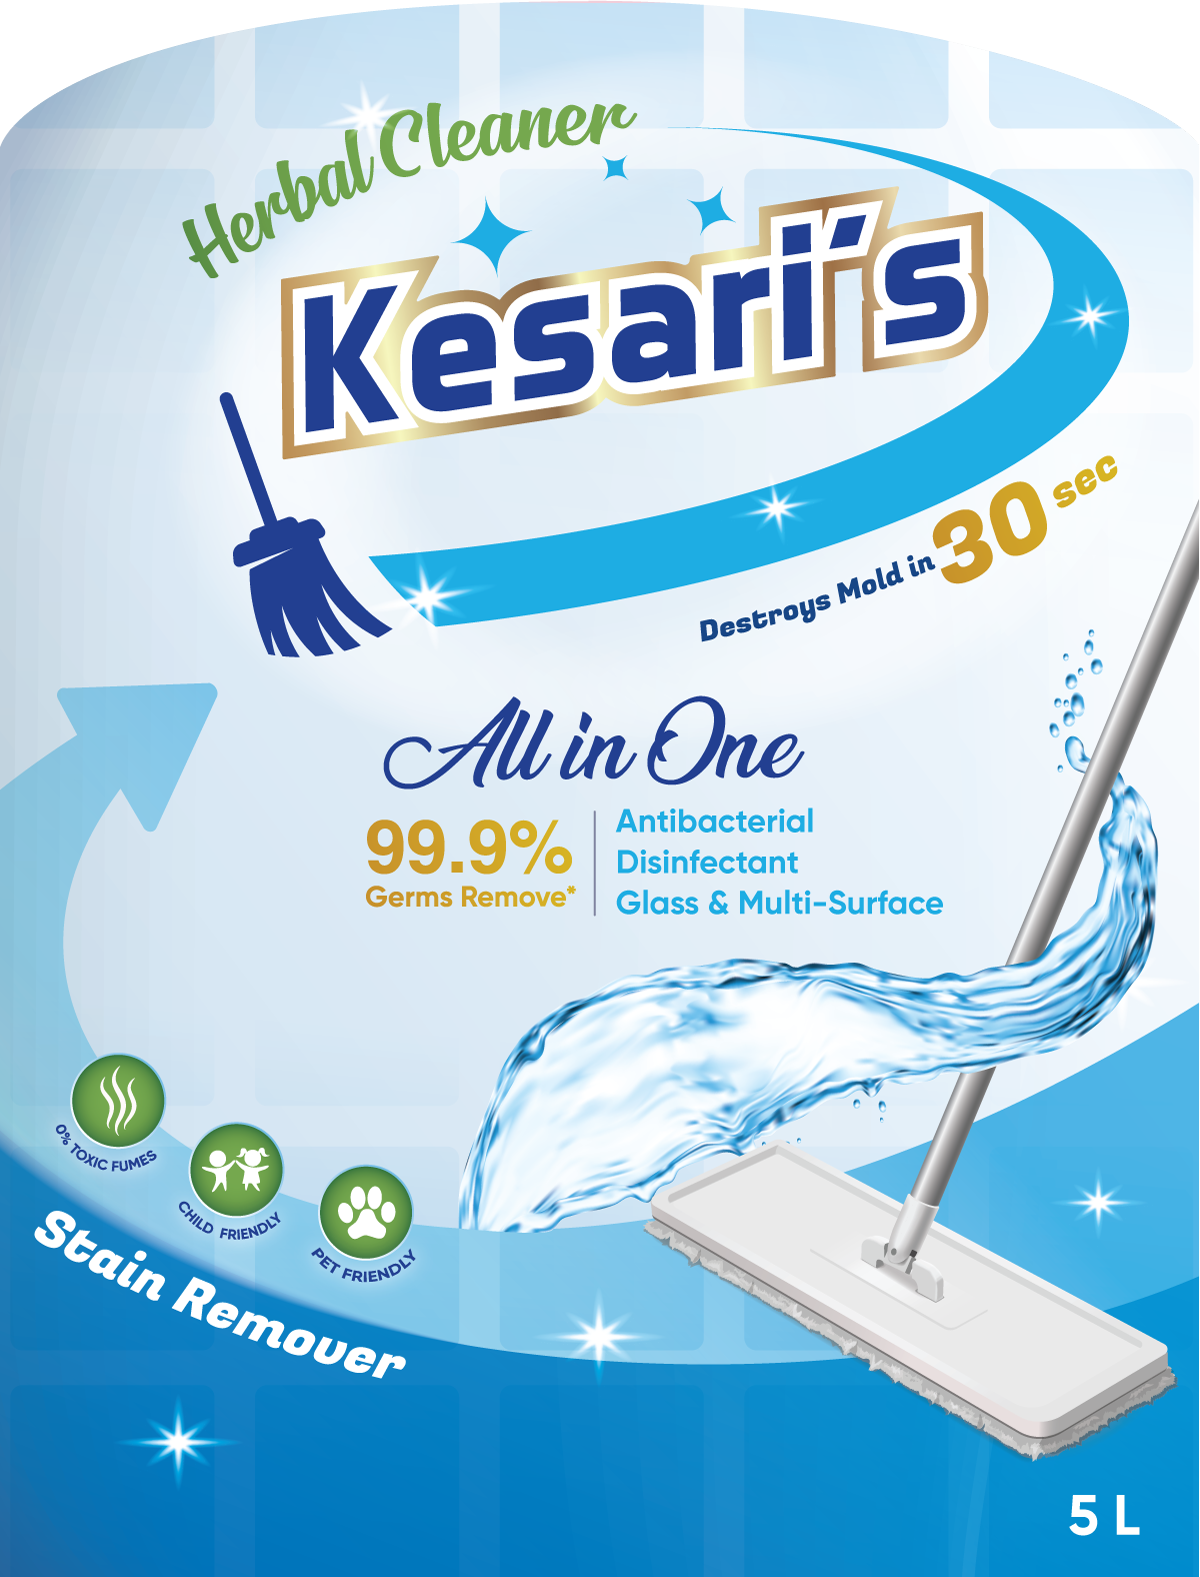 Herbal Cleaner
Kesari's
Destroys Mold in 30 sec
All in One
99.9%
Germs Remove*
Antibacterial
Disinfectant
Glass & Multi-Surface
0% TOXIC FUMES
CHILD FRIENDLY
PET FRIENDLY
Stain Remover
5 L